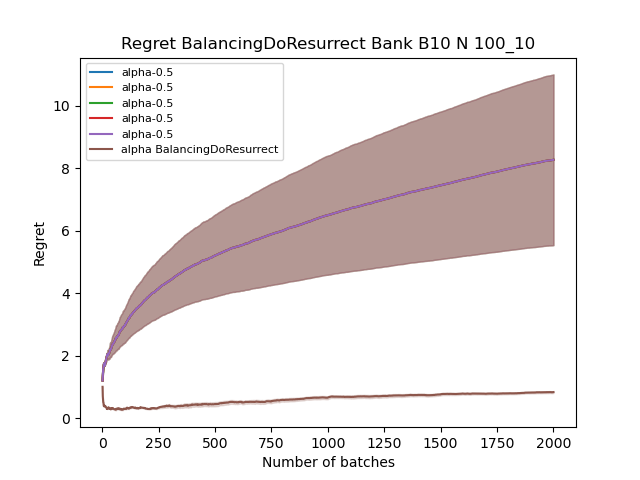 Regret BalancingDoResurrect Bank B10 N 100_10
alpha-0.5
alpha-0.5
alpha-0.5
alpha-0.5
alpha-0.5
alpha BalancingDoResurrect
Regret
10
8
6
4
2
0
0 250 500 750 1000 1250 1500 1750 2000
Number of batches